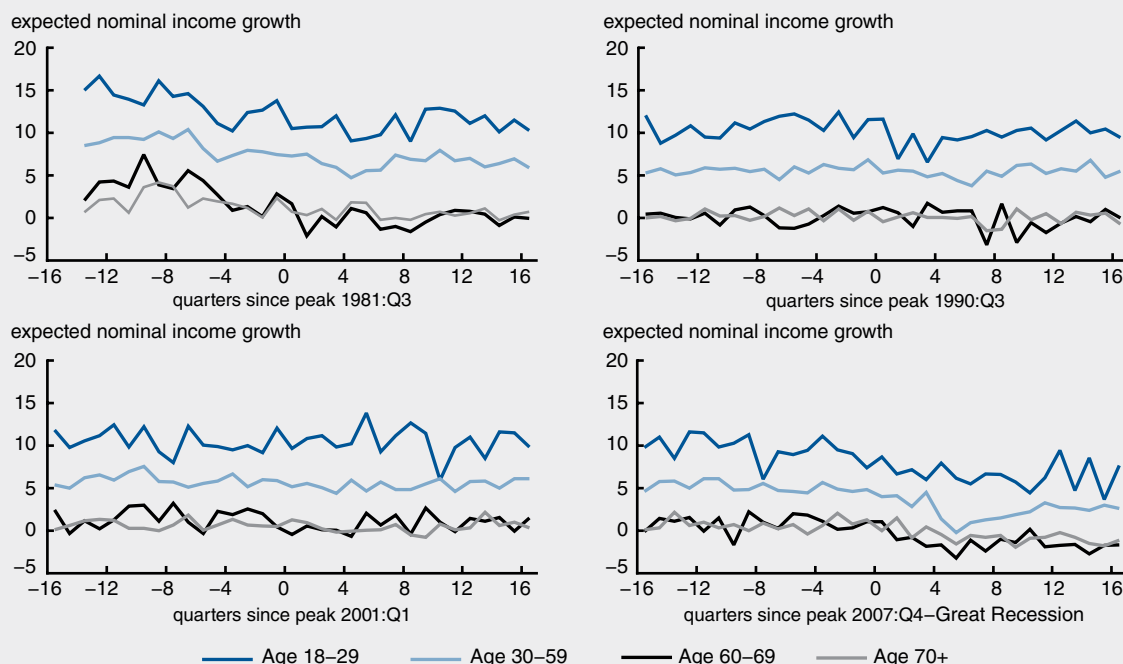 expected nominal income growth
20
15
10
5
0
−5
−16 −12 −8 −4 0 4 8 12 16
quarters since peak 1981:Q3
expected nominal income growth
20
15
10
5
0
−5
−16 −12 −8 −4 0 4 8 12 16
quarters since peak 1990:Q3
expected nominal income growth
20
15
10
5
0
−5
−16 −12 −8 −4 0 4 8 12 16
quarters since peak 2001:Q1
expected nominal income growth
20
15
10
5
0
−5
−16 −12 −8 −4 0 4 8 12 16
quarters since peak 2007:Q4−Great Recession
Age 18−29 Age 30−59 Age 60−69 Age 70+